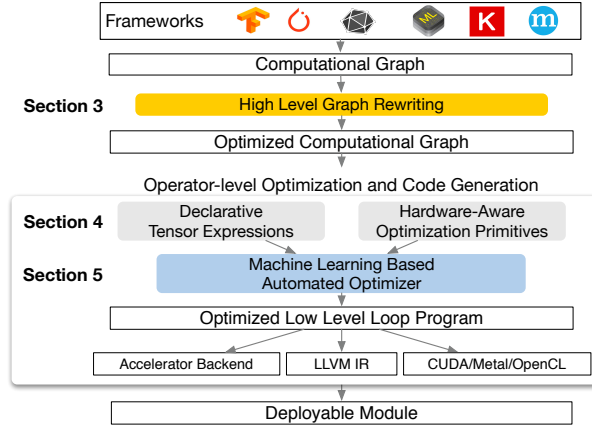 Frameworks
ML
K
m
Computational Graph
Section 3
High Level Graph Rewriting
Optimized Computational Graph
Operator-level Optimization and Code Generation
Section 4
Declarative
Tensor Expressions
Hardware-Aware
Optimization Primitives
Section 5
Machine Learning Based
Automated Optimizer
Optimized Low Level Loop Program
Accelerator Backend
LLVM IR
CUDA/Metal/OpenCL
Deployable Module